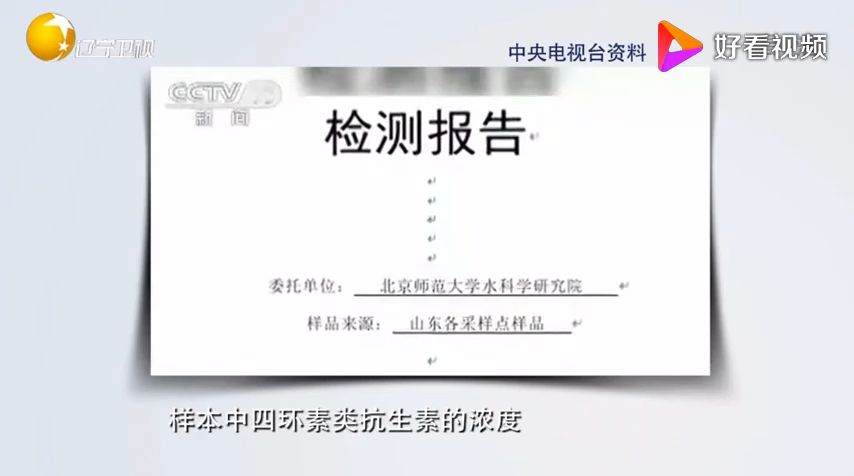 辽宁卫视
中央电视台资料
好看视频
CCTV
新闻
检测报告
委托单位：北京师范大学水科学研究院
样品来源：山东各采样点样品
样本中四环素类抗生素的浓度